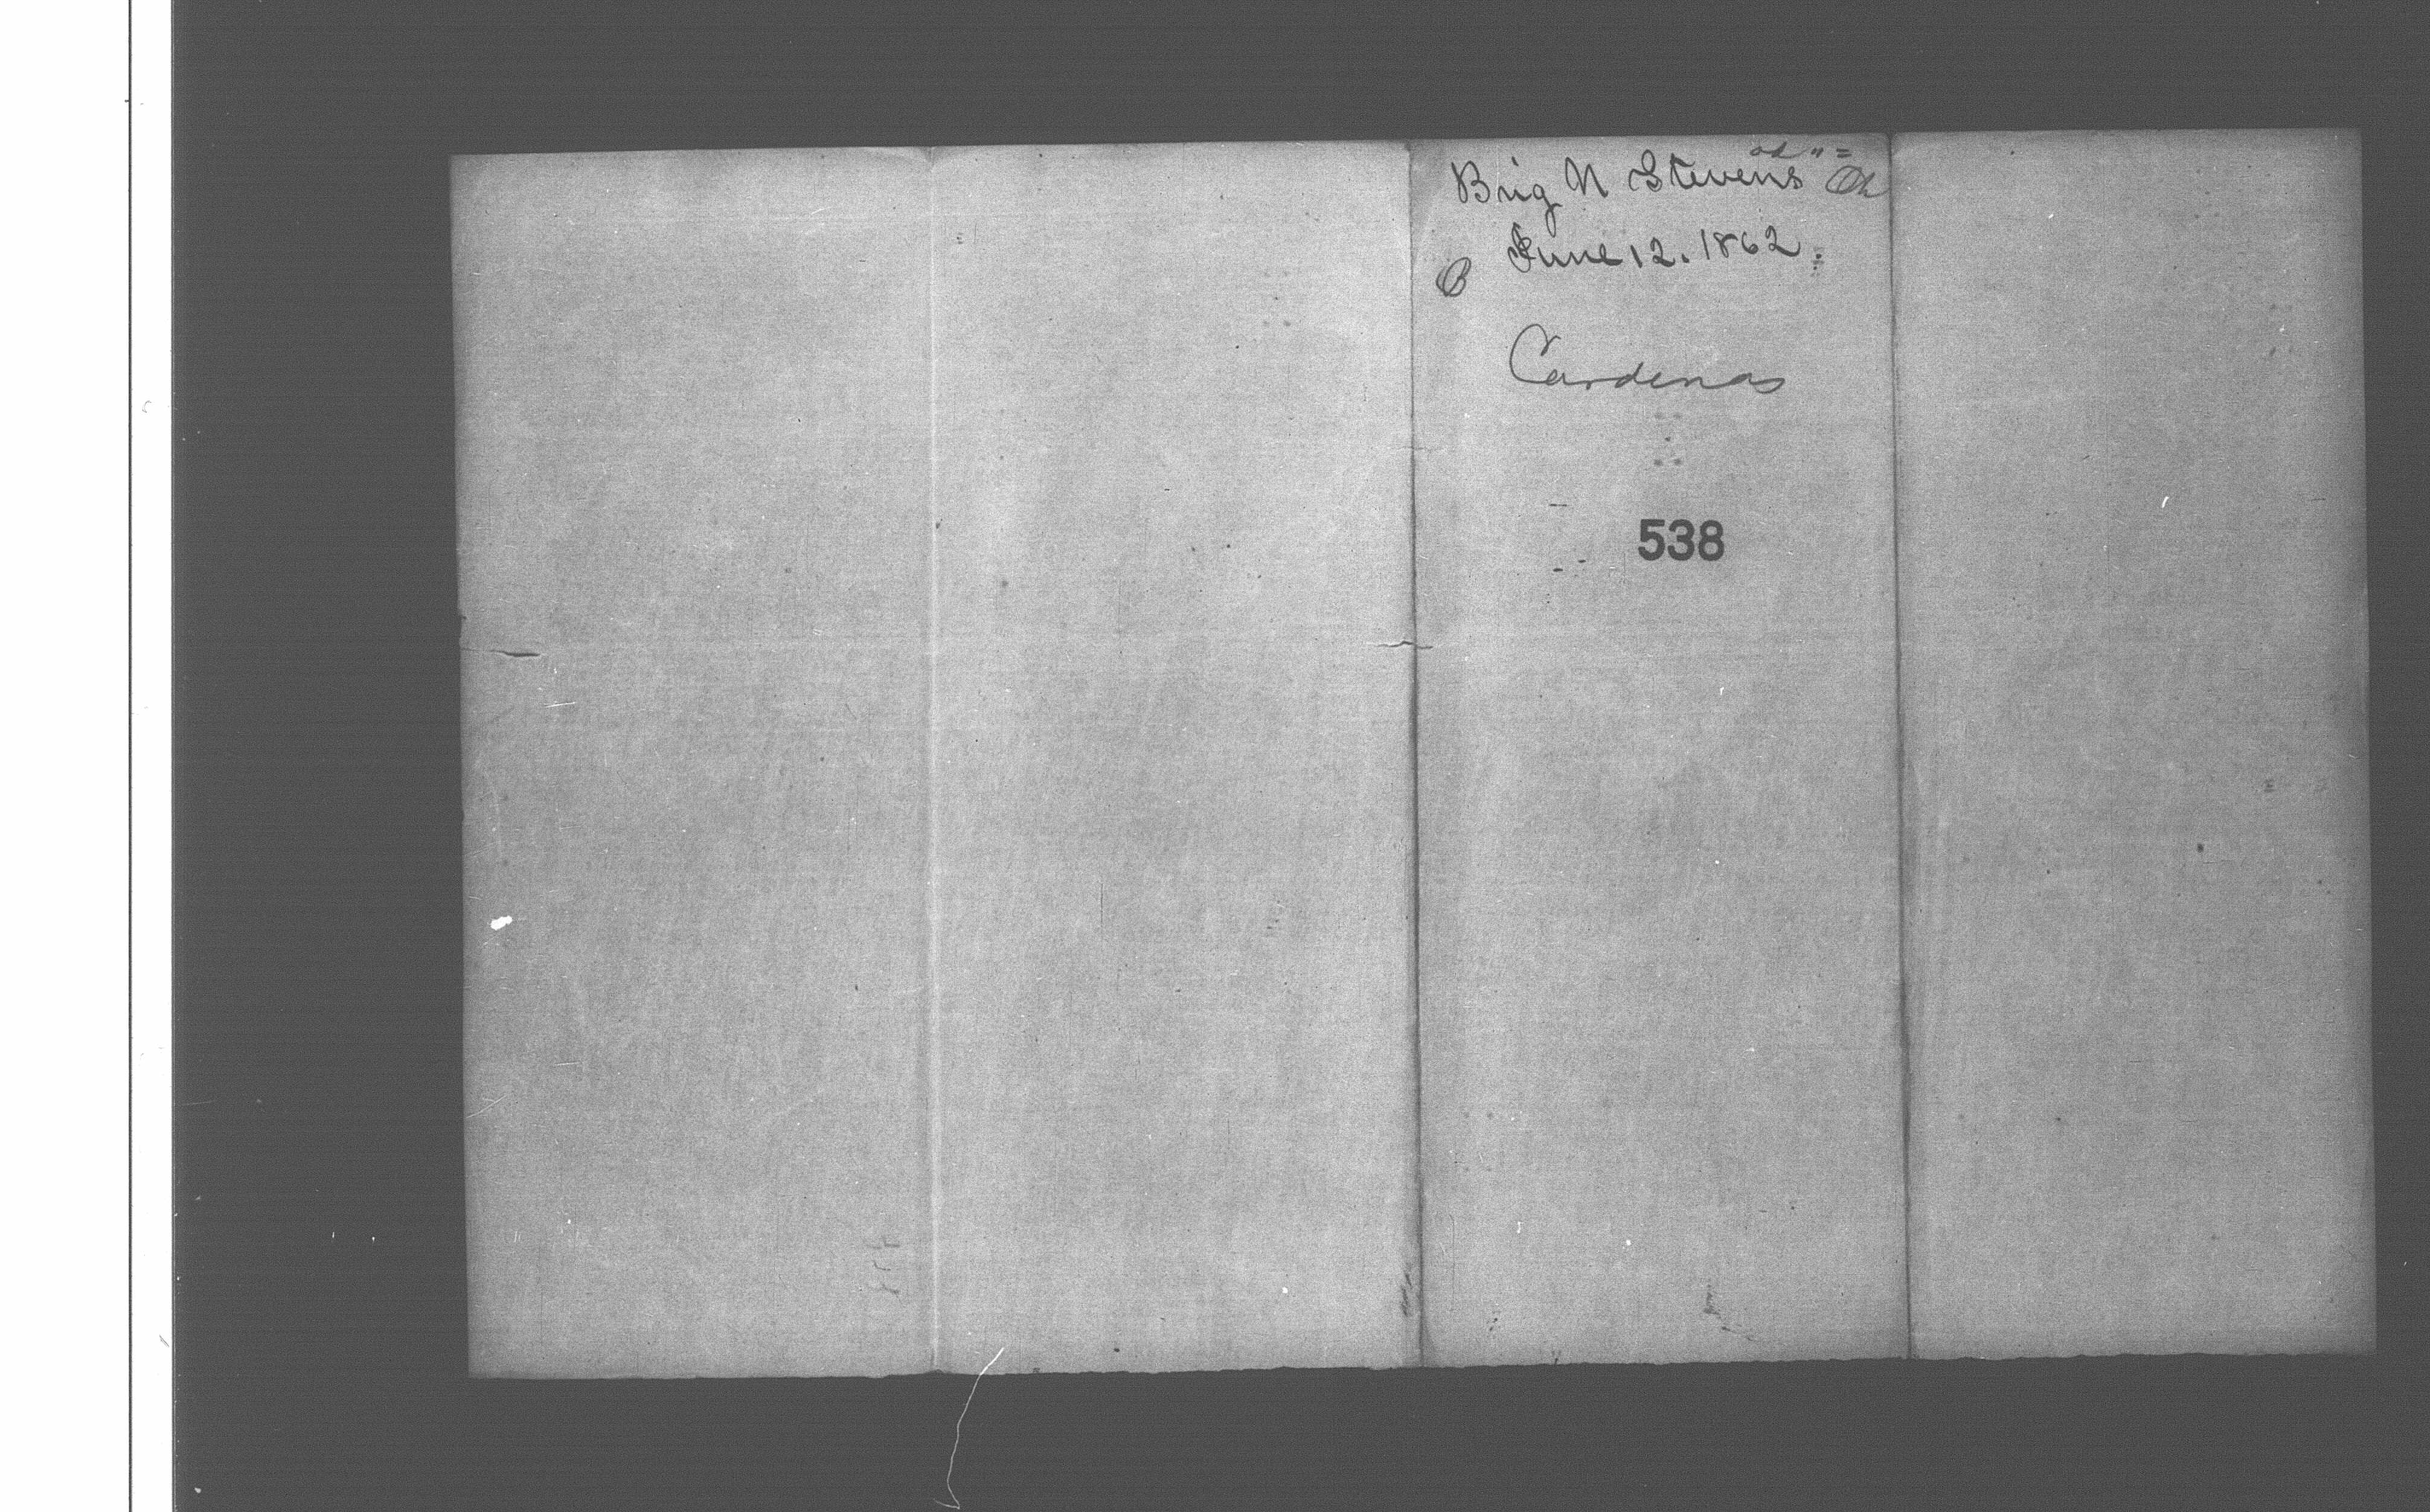 Brig N Stevens
June 12. 1862.
Cardenas
538